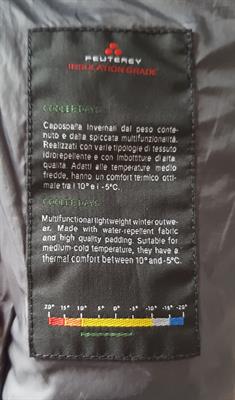 PEUTEREY
INSULATION GRADE
COOLER DAYS
Capospalla Invernali dal peso conte-
nuto e dalla spiccata multifunzionalità.
Realizzati con varie tipologie di tessuto
idrorepellente e con imbottiture di alta
qualità. Adatti alle temperature medio
fredde, hanno un comfort termico otti-
male tra i 10° e i -5°C.
COOLER DAYS
Multifunctional lightweight winter outwe-
ar. Made with water-repellent fabric
and high quality padding. Suitable for
medium-cold temperature, they have a
thermal comfort between 10° and -5°C.
20° 15° 10° 5° 0° -5° -10° -15° -20°